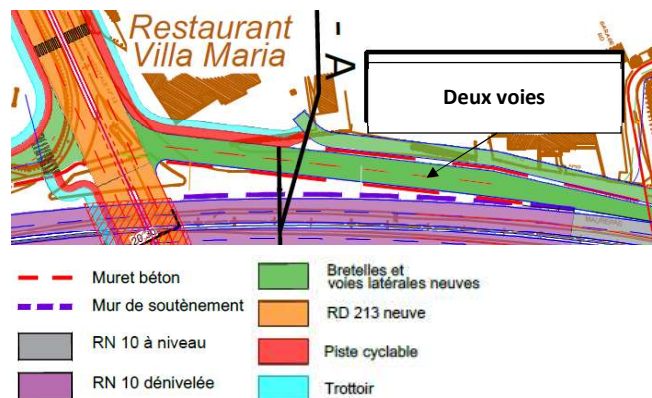 Restaurant
Villa Maria
- A
Deux voies
Muret béton
Mur de soutènement
RN 10 à niveau
RN 10 dénivelée
Bretelles et
voies latérales neuves
RD 213 neuve
Piste cyclable
Trottoir